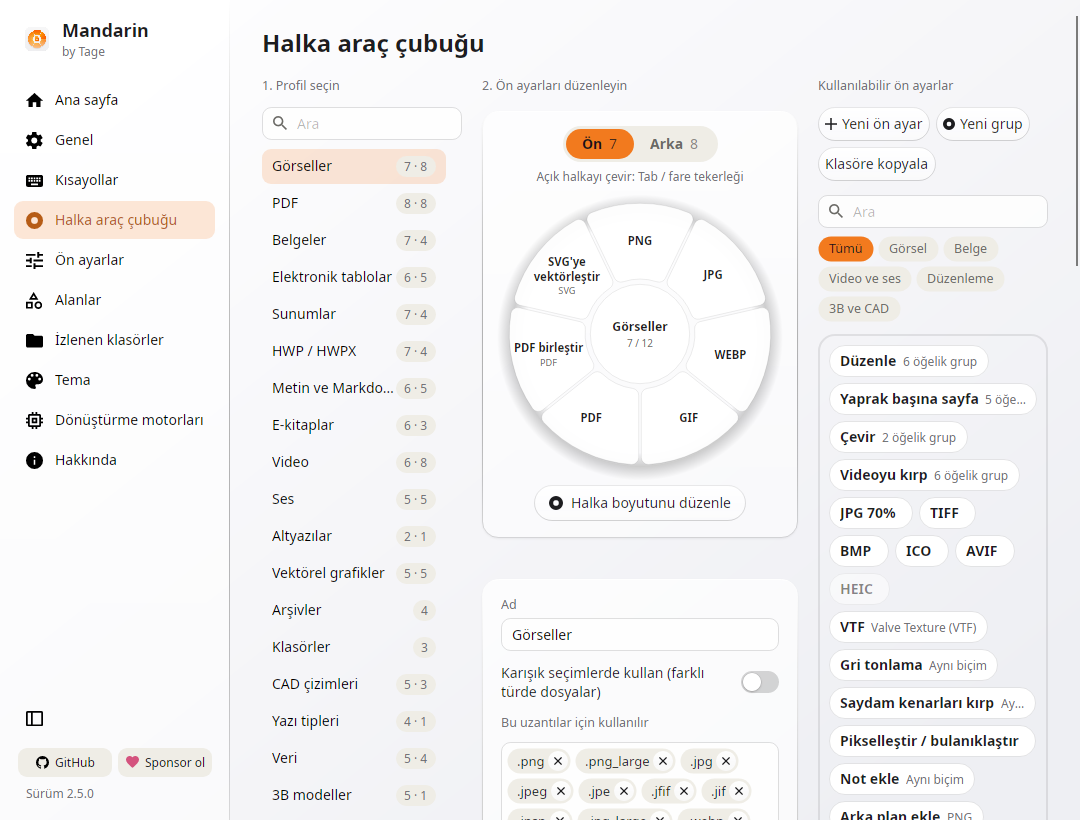 Mandarin
by Tage
Ana sayfa
Genel
Kısayollar
Halka araç çubuğu
Ön ayarlar
Alanlar
İzlenen klasörler
Tema
Dönüştürme motorları
Hakkında
GitHub
Sponsor ol
Sürüm 2.5.0
Halka araç çubuğu
1. Profil seçin
Ara
Görseller 7 · 8
PDF 8 · 8
Belgeler 7 · 4
Elektronik tablolar 6 · 5
Sunumlar 7 · 4
HWP / HWPX 7 · 4
Metin ve Markdo... 6 · 5
E-kitaplar 6 · 3
Video 6 · 8
Ses 5 · 5
Altyazılar 2 · 1
Vektörel grafikler 5 · 5
Arşivler 4
Klasörler 3
CAD çizimleri 5 · 3
Yazı tipleri 4 · 1
Veri 5 · 4
3B modeller 5 · 1
2. Ön ayarları düzenleyin
Ön 7 Arka 8
Açık halkayı çevir: Tab / fare tekerleği
PNG
JPG
WEBP
GIF
PDF
PDF birleştir
PDF
SVG'ye
vektörleştir
SVG
Görseller
7 / 12
Halka boyutunu düzenle
Ad
Görseller
Karışık seçimlerde kullan (farklı
türde dosyalar)
Bu uzantılar için kullanılır
.png .png_large .jpg
.jpeg .jpe .jfif .jif
Kullanılabilir ön ayarlar
Yeni ön ayar Yeni grup
Klasöre kopyala
Ara
Tümü Görsel Belge
Video ve ses Düzenleme
3B ve CAD
Düzenle 6 öğelik grup
Yaprak başına sayfa 5 öğe...
Çevir 2 öğelik grup
Videoyu kırp 6 öğelik grup
JPG 70% TIFF
BMP ICO AVIF
HEIC
VTF Valve Texture (VTF)
Gri tonlama Aynı biçim
Saydam kenarları kırp Ay...
Pikselleştir / bulanıklaştır
Not ekle Aynı biçim
Arka plan ekle PNG